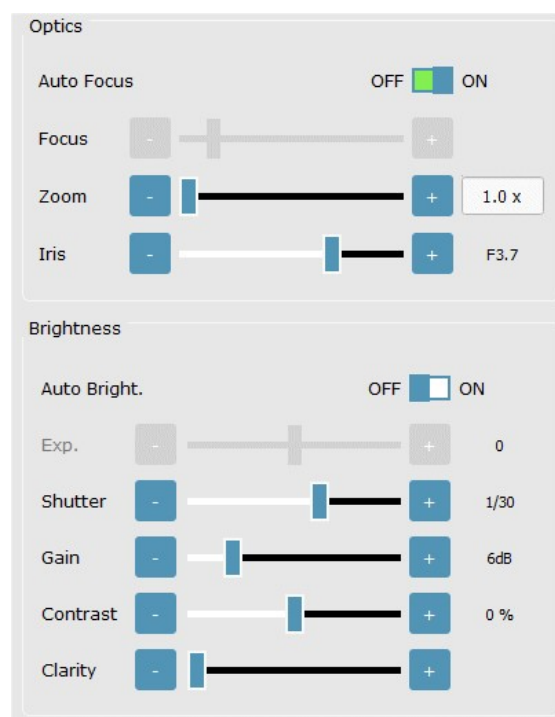 Optics
Auto Focus OFF ON
Focus - +
Zoom - + 1.0 x
Iris - + F3.7
Brightness
Auto Bright. OFF ON
Exp. - + 0
Shutter - + 1/30
Gain - + 6dB
Contrast - + 0 %
Clarity - +